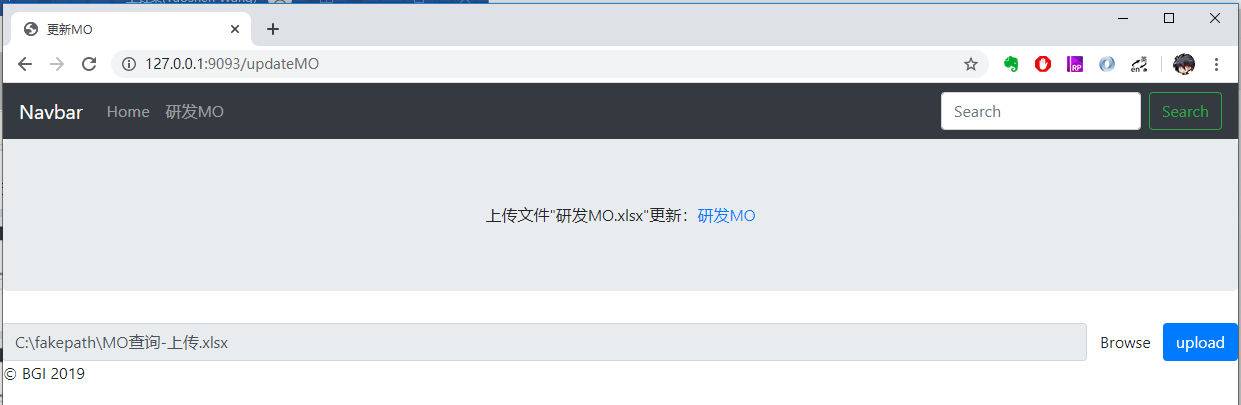 更新MO
127.0.0.1:9093/updateMO
Navbar Home 研发MO Search Search
上传文件"研发MO.xlsx"更新：研发MO
C:\fakepath\MO查询-上传.xlsx Browse upload
© BGI 2019